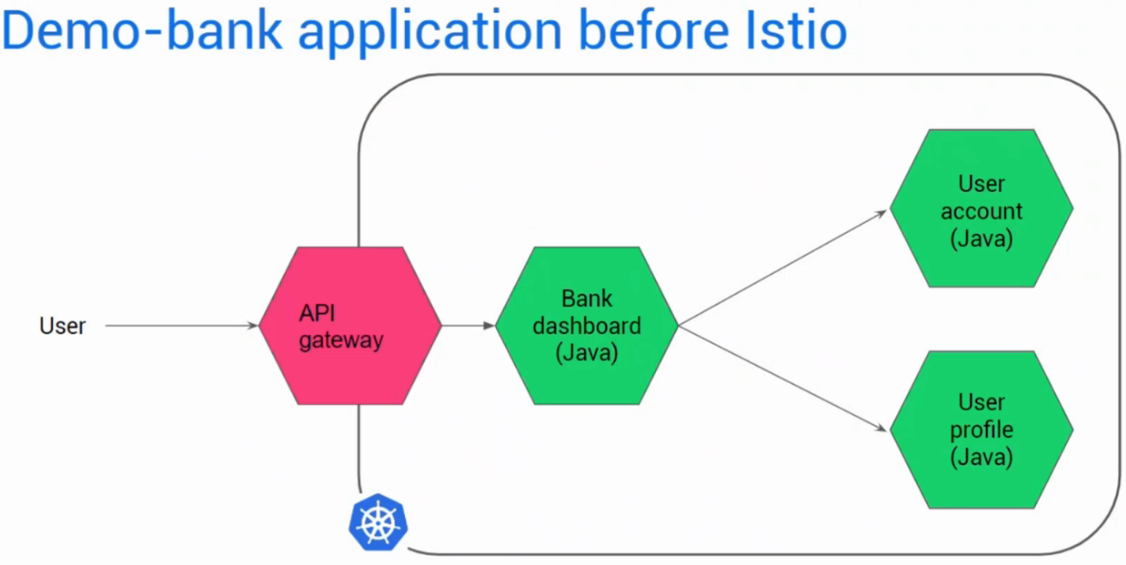 Demo-bank application before Istio
User
API
gateway
Bank
dashboard
(Java)
User
account
(Java)
User
profile
(Java)